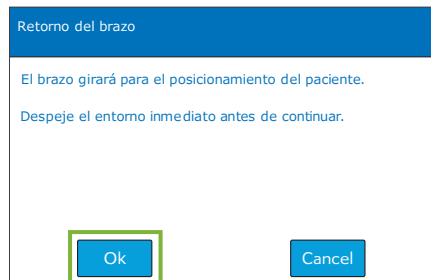 Retorno del brazo
El brazo girará para el posicionamiento del paciente.
Despeje el entorno inmediato antes de continuar.
Ok
Cancel